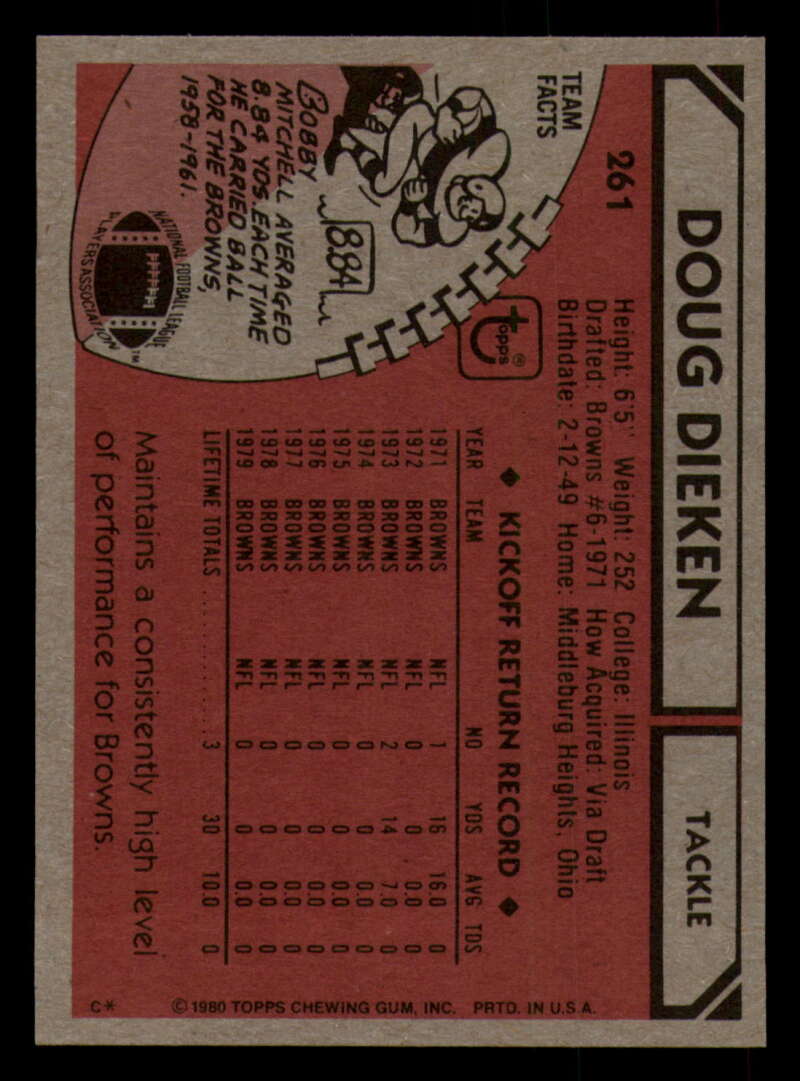 DOUG DIEKEN
TACKLE
261
Height: 6'5" Weight: 252 College: Illinois
Drafted: Browns #6-1971 How Acquired: Via Draft
Birthdate: 2-12-49 Home: Middleburg Heights, Ohio
TEAM
FACTS
8.84
BOBBY
MITCHELL AVERAGED
8.84 YDS. EACH TIME
HE CARRIED BALL
FOR THE BROWNS,
1958-1961.
NATIONAL FOOTBALL LEAGUE
PLAYERS ASSOCIATION™
topps®
◆ KICKOFF RETURN RECORD ◆
YEAR TEAM NO YDS AVG TDS
1971 BROWNS NFL 1 16 16.0 0
1972 BROWNS NFL 0 0 0.0 0
1973 BROWNS NFL 2 14 7.0 0
1974 BROWNS NFL 0 0 0.0 0
1975 BROWNS NFL 0 0 0.0 0
1976 BROWNS NFL 0 0 0.0 0
1977 BROWNS NFL 0 0 0.0 0
1978 BROWNS NFL 0 0 0.0 0
1979 BROWNS NFL 0 0 0.0 0
LIFETIME TOTALS . . . . . . . . . . 3 30 10.0 0
Maintains a consistently high level
of performance for Browns.
C* © 1980 TOPPS CHEWING GUM, INC. PRTD. IN U.S.A.